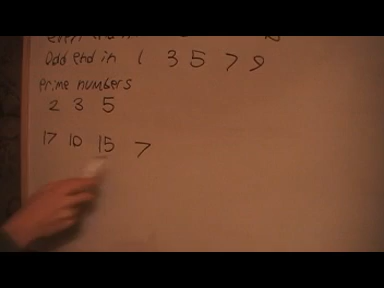 Odd end in 1 3 5 7 9
Prime numbers
2 3 5
17 10 15 7